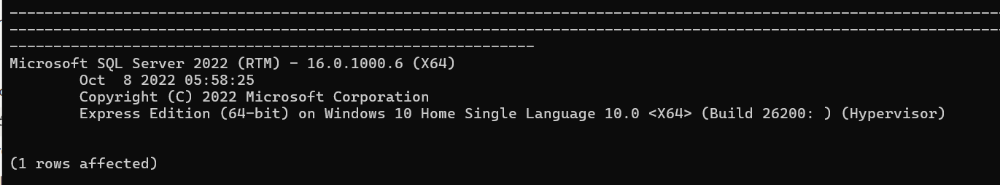 Microsoft SQL Server 2022 (RTM) - 16.0.1000.6 (X64)
Oct  8 2022 05:58:25
Copyright (C) 2022 Microsoft Corporation
Express Edition (64-bit) on Windows 10 Home Single Language 10.0 <X64> (Build 26200: ) (Hypervisor)
(1 rows affected)